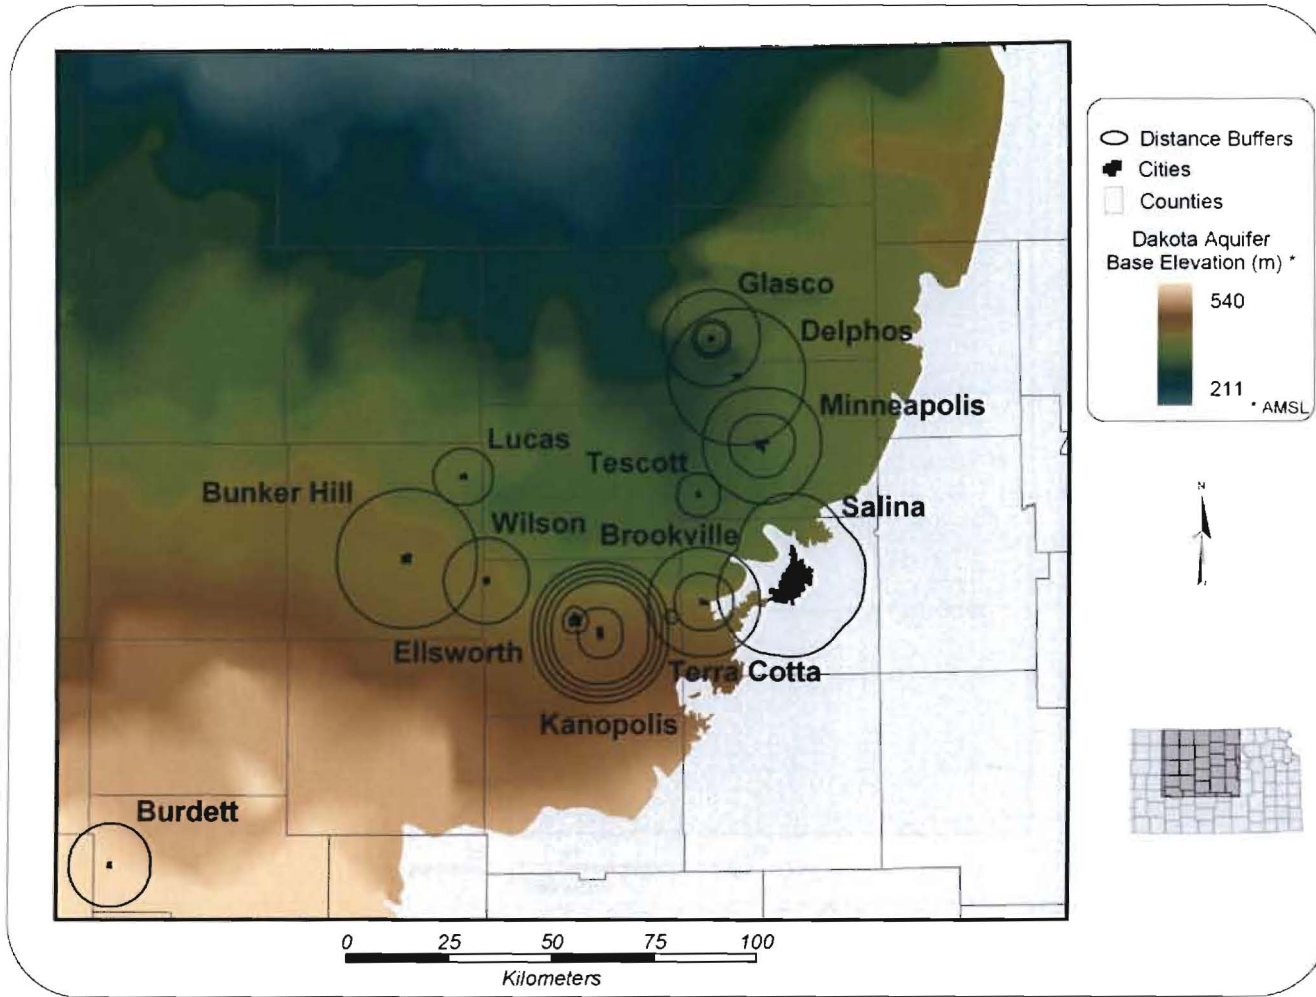 Glasco
Delphos
Minneapolis
Lucas
Tescott
Bunker Hill
Salina
Wilson
Brookville
Ellsworth
Terra Cotta
Kanopolis
Burdett
0 25 50 75 100
Kilometers
Distance Buffers
Cities
Counties
Dakota Aquifer
Base Elevation (m) *
540
211
* AMSL
N